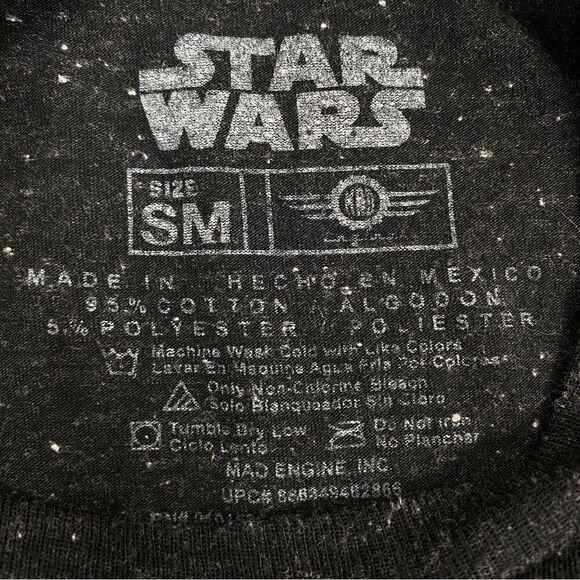 STAR
WARS
SIZE
SM
MADE IN / HECHO EN MEXICO
95% COTTON / ALGODON
5% POLYESTER / POLIESTER
Machine Wash Cold with Like Colors
Lavar En Maquina Agua Fria Por Colores
Only Non-Chlorine Bleach
Solo Blanqueador Sin Cloro
Tumble Dry Low
Ciclo Lento
Do Not Iron
No Planchar
MAD ENGINE, INC.
UPC#